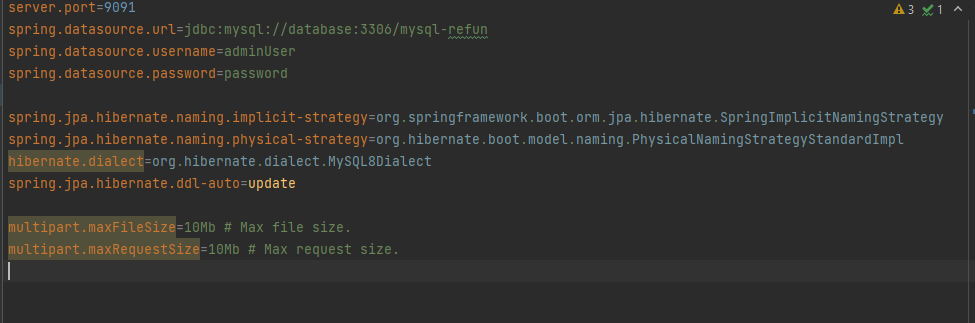 server.port=9091
3 1
spring.datasource.url=jdbc:mysql://database:3306/mysql-refun
spring.datasource.username=adminUser
spring.datasource.password=password
spring.jpa.hibernate.naming.implicit-strategy=org.springframework.boot.orm.jpa.hibernate.SpringImplicitNamingStrategy
spring.jpa.hibernate.naming.physical-strategy=org.hibernate.boot.model.naming.PhysicalNamingStrategyStandardImpl
hibernate.dialect=org.hibernate.dialect.MySQL8Dialect
spring.jpa.hibernate.ddl-auto=update
multipart.maxFileSize=10Mb # Max file size.
multipart.maxRequestSize=10Mb # Max request size.